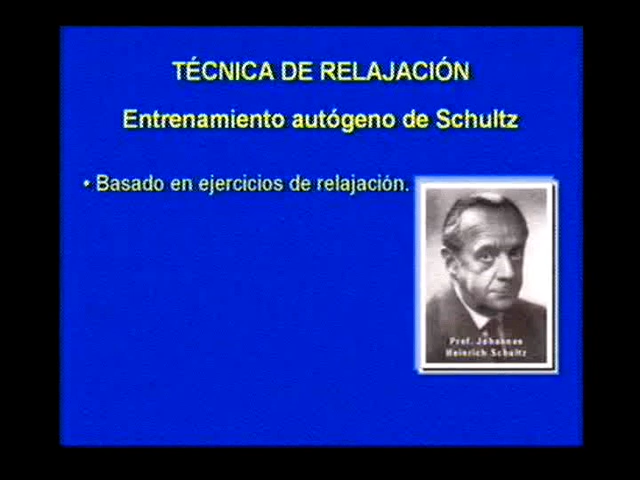 TÉCNICA DE RELAJACIÓN
Entrenamiento autógeno de Schultz
• Basado en ejercicios de relajación.
Prof. Johannes
Heinrich Schultz